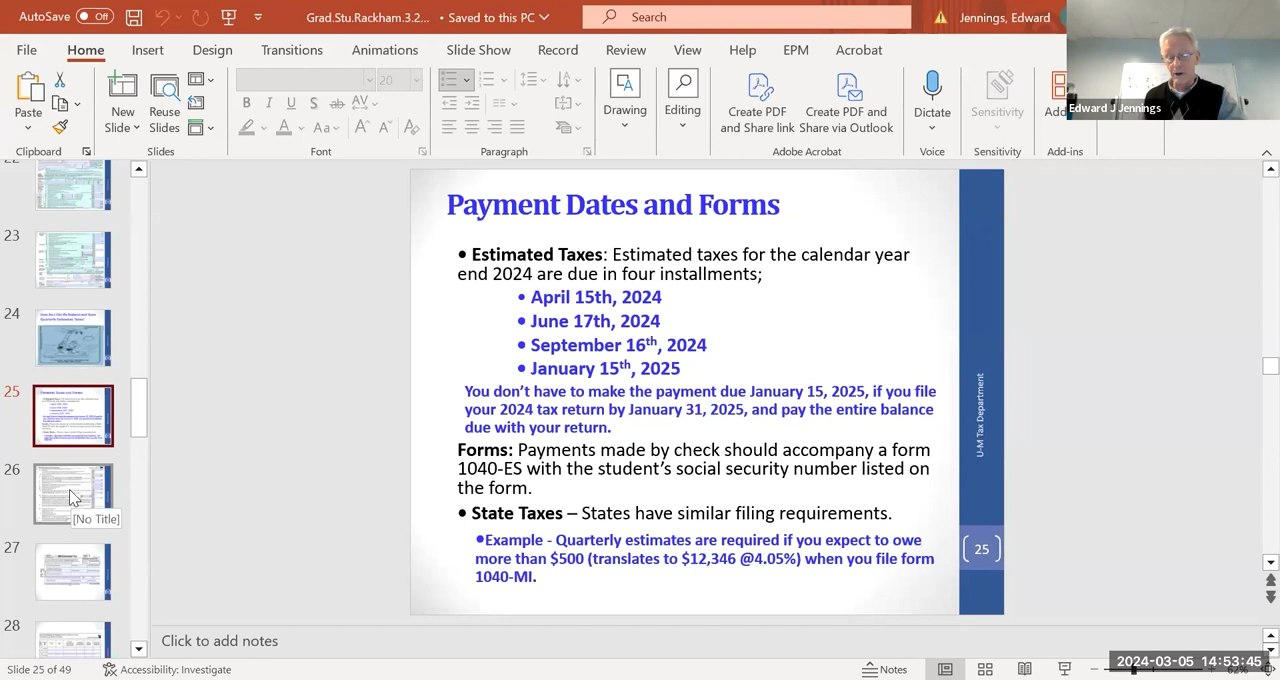 AutoSave Off Grad.Stu.Rackham.3.2... • Saved to this PC Search Jennings, Edward
File Home Insert Design Transitions Animations Slide Show Record Review View Help EPM Acrobat
20
Paste New Slide Reuse Slides B I U S ab AV Aa A A A Drawing Editing Create PDF and Share link Create PDF and Share via Outlook Dictate Sensitivity
Edward J Jennings
Clipboard Slides Font Paragraph Adobe Acrobat Voice Sensitivity Add-ins
23
24
25
26
[No Title]
27
28
Payment Dates and Forms
• Estimated Taxes: Estimated taxes for the calendar year
end 2024 are due in four installments;
• April 15th, 2024
• June 17th, 2024
• September 16th, 2024
• January 15th, 2025
You don't have to make the payment due January 15, 2025, if you file
your 2024 tax return by January 31, 2025, and pay the entire balance
due with your return.
Forms: Payments made by check should accompany a form
1040-ES with the student's social security number listed on
the form.
• State Taxes – States have similar filing requirements.
•Example - Quarterly estimates are required if you expect to owe
more than $500 (translates to $12,346 @4.05%) when you file form
1040-MI.
U-M Tax Department
25
Click to add notes
Slide 25 of 49 Accessibility: Investigate Notes
2024-03-05 14:53:45